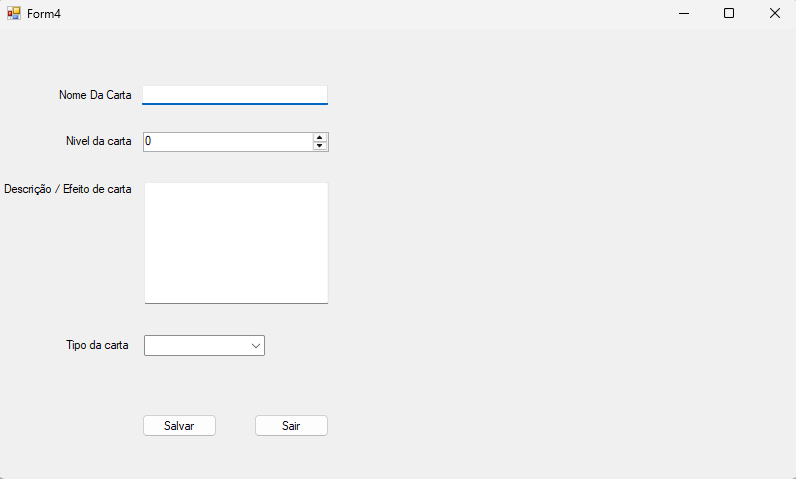 Form4
Nome Da Carta
Nivel da carta
0
Descrição / Efeito de carta
Tipo da carta
Salvar
Sair